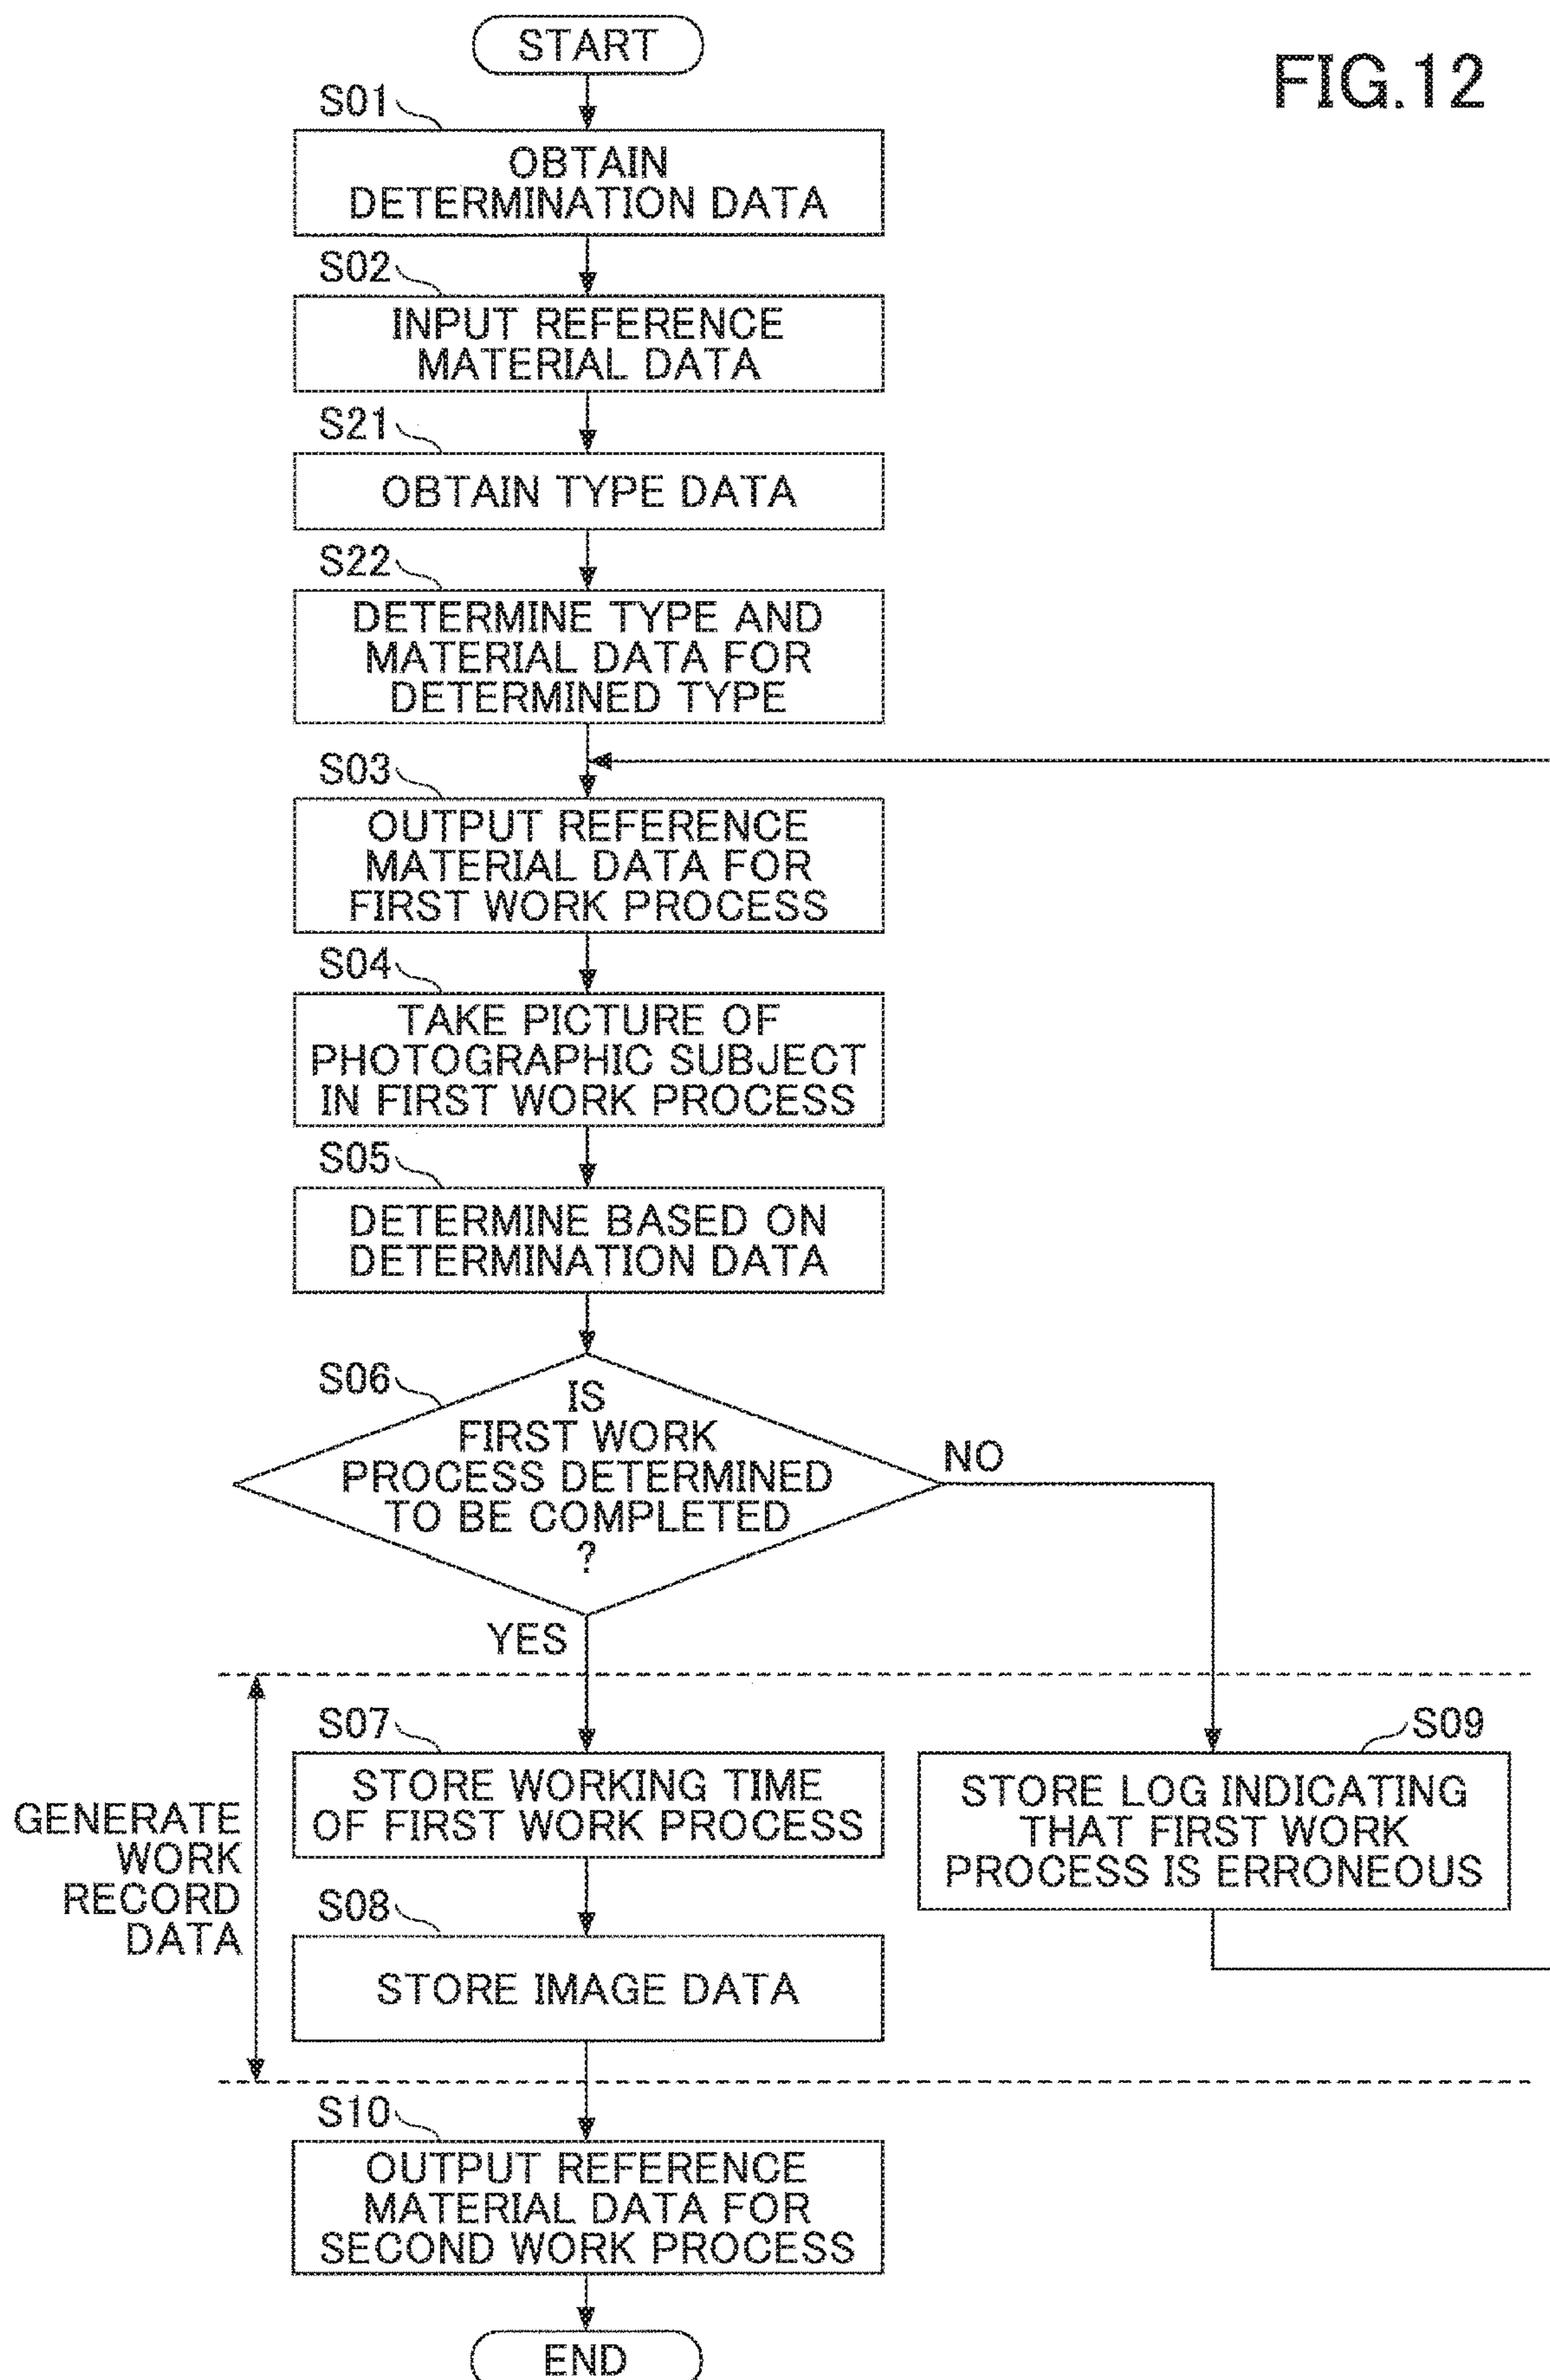 FIG.12
START
S01
OBTAIN
DETERMINATION DATA
S02
INPUT REFERENCE
MATERIAL DATA
S21
OBTAIN TYPE DATA
S22
DETERMINE TYPE AND
MATERIAL DATA FOR
DETERMINED TYPE
S03
OUTPUT REFERENCE
MATERIAL DATA FOR
FIRST WORK PROCESS
S04
TAKE PICTURE OF
PHOTOGRAPHIC SUBJECT
IN FIRST WORK PROCESS
S05
DETERMINE BASED ON
DETERMINATION DATA
S06
IS
FIRST WORK
PROCESS DETERMINED
TO BE COMPLETED
?
NO
YES
GENERATE
WORK
RECORD
DATA
S07
STORE WORKING TIME
OF FIRST WORK PROCESS
S08
STORE IMAGE DATA
S09
STORE LOG INDICATING
THAT FIRST WORK
PROCESS IS ERRONEOUS
S10
OUTPUT REFERENCE
MATERIAL DATA FOR
SECOND WORK PROCESS
END